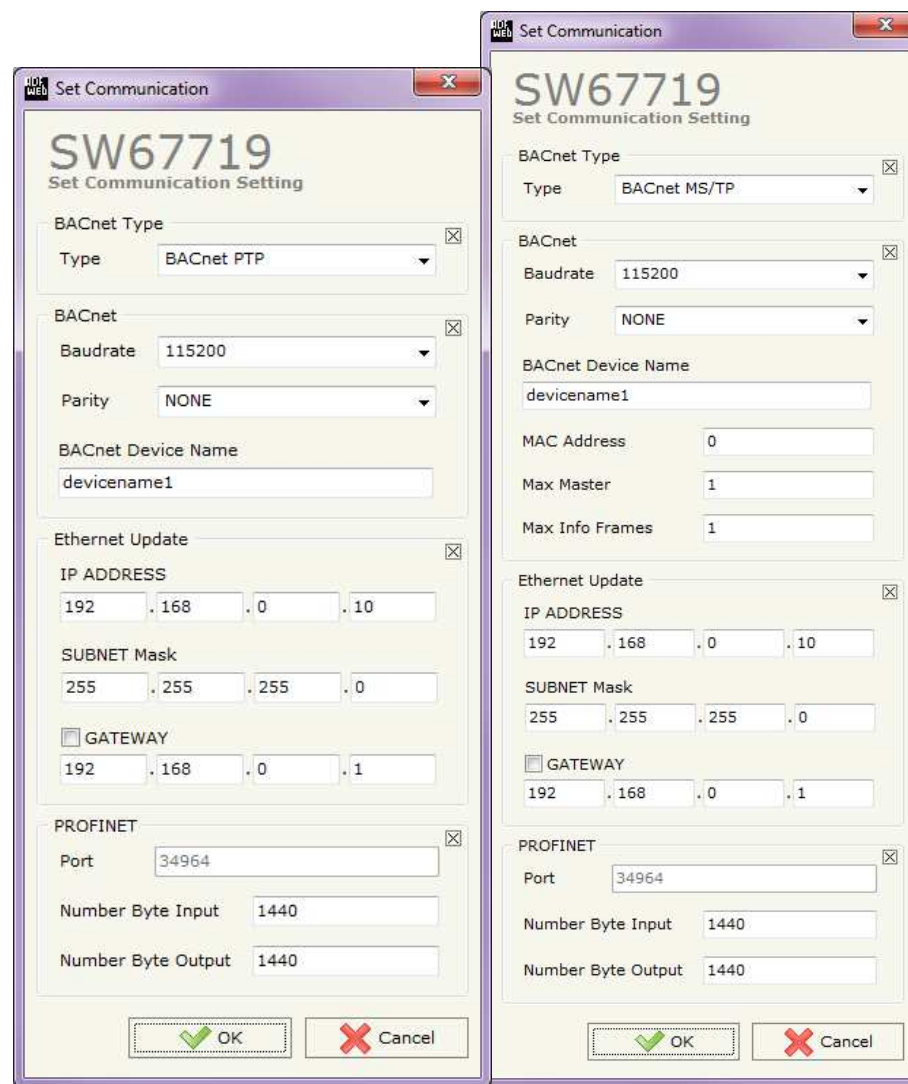 Set Communication
SW67719
Set Communication Setting
BACnet Type
Type BACnet PTP
BACnet
Baudrate 115200
Parity NONE
BACnet Device Name
devicename1
Ethernet Update
IP ADDRESS
192 . 168 . 0 . 10
SUBNET Mask
255 . 255 . 255 . 0
GATEWAY
192 . 168 . 0 . 1
PROFINET
Port 34964
Number Byte Input 1440
Number Byte Output 1440
OK Cancel
Set Communication
SW67719
Set Communication Setting
BACnet Type
Type BACnet MS/TP
BACnet
Baudrate 115200
Parity NONE
BACnet Device Name
devicename1
MAC Address 0
Max Master 1
Max Info Frames 1
Ethernet Update
IP ADDRESS
192 . 168 . 0 . 10
SUBNET Mask
255 . 255 . 255 . 0
GATEWAY
192 . 168 . 0 . 1
PROFINET
Port 34964
Number Byte Input 1440
Number Byte Output 1440
OK Cancel